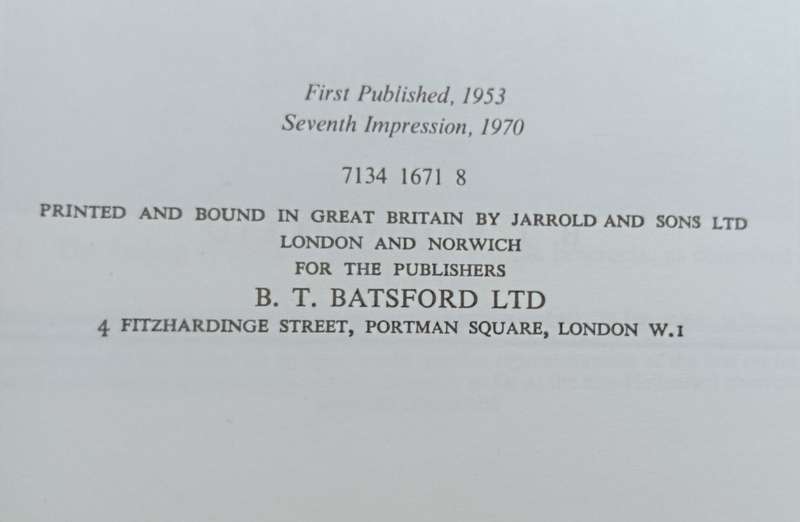 First Published, 1953
Seventh Impression, 1970
7134 1671 8
PRINTED AND BOUND IN GREAT BRITAIN BY JARROLD AND SONS LTD
LONDON AND NORWICH
FOR THE PUBLISHERS
B. T. BATSFORD LTD
4 FITZHARDINGE STREET, PORTMAN SQUARE, LONDON W.1